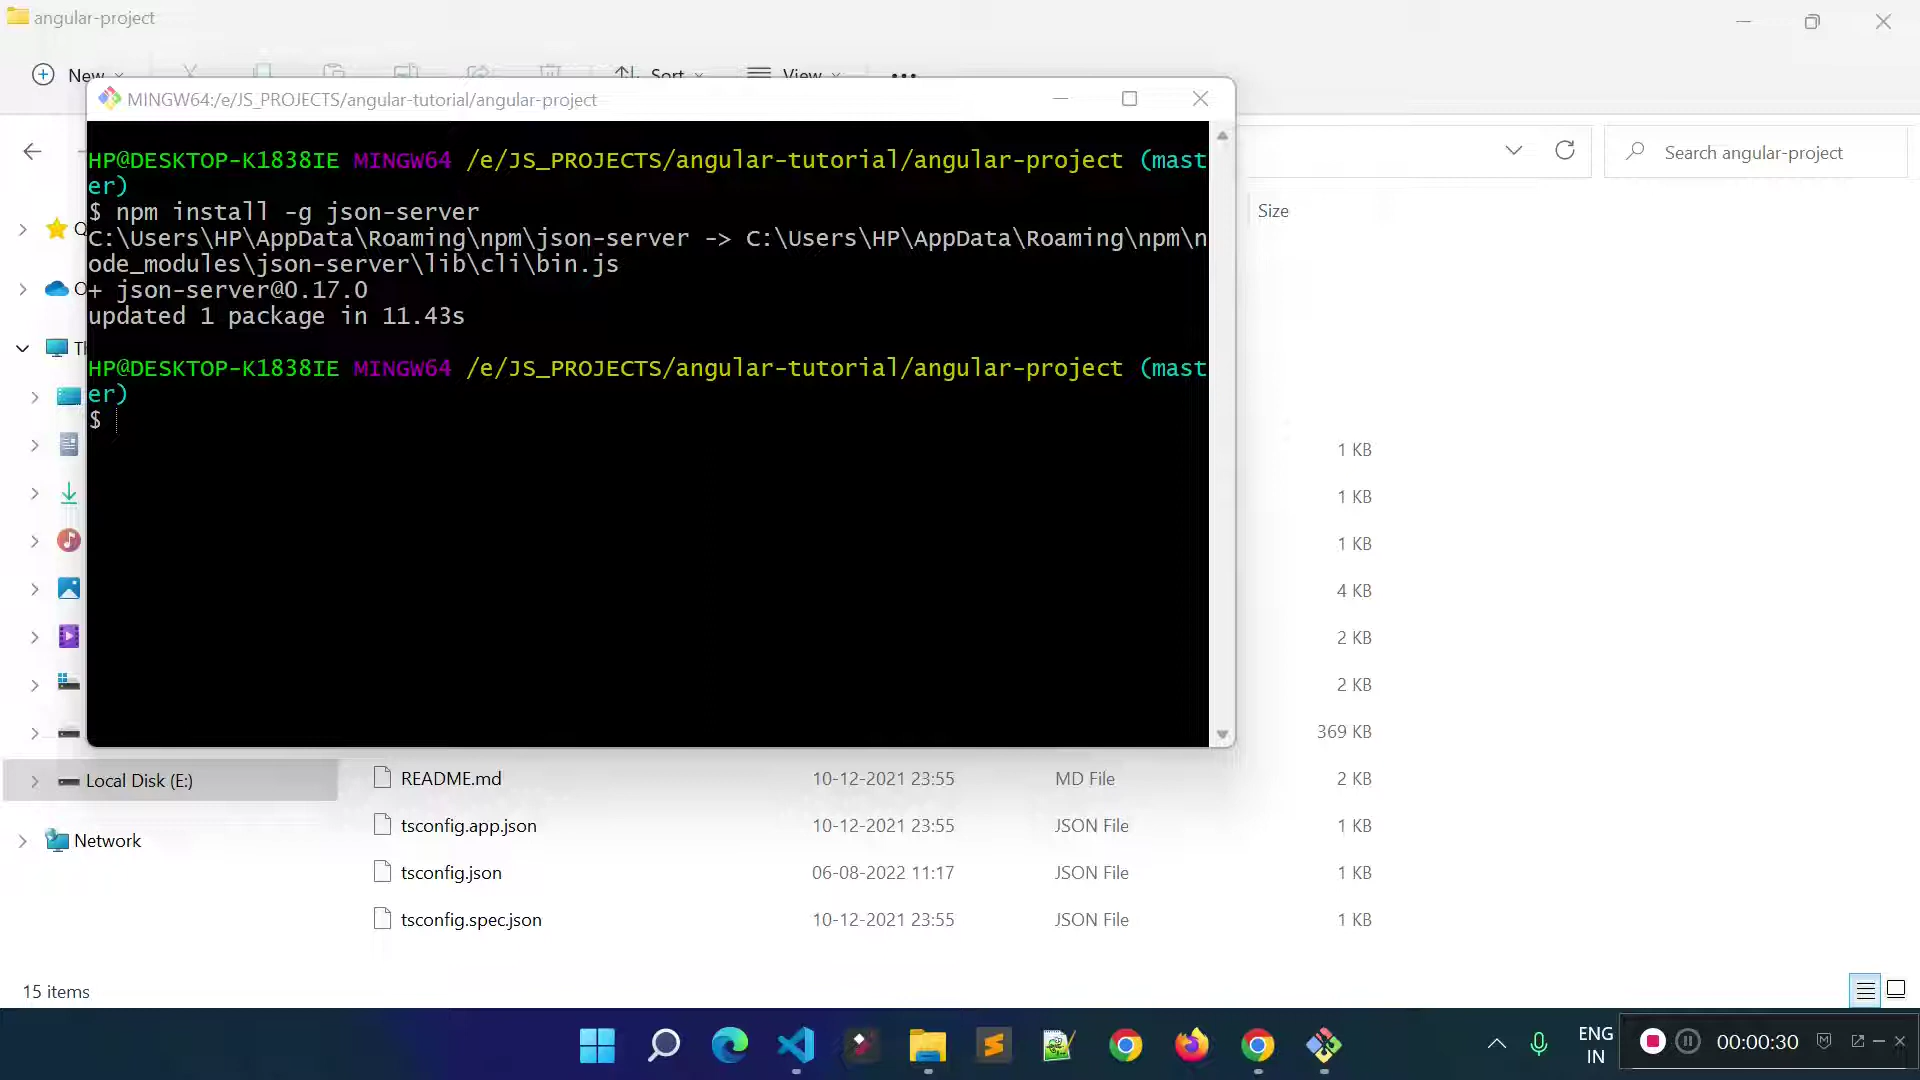 angular-project
New
Sort
View
MINGW64:/e/JS_PROJECTS/angular-tutorial/angular-project
HP@DESKTOP-K1838IE MINGW64 /e/JS_PROJECTS/angular-tutorial/angular-project (mast
er)
$ npm install -g json-server
C:\Users\HP\AppData\Roaming\npm\json-server -> C:\Users\HP\AppData\Roaming\npm\n
ode_modules\json-server\lib\cli\bin.js
+ json-server@0.17.0
updated 1 package in 11.43s
HP@DESKTOP-K1838IE MINGW64 /e/JS_PROJECTS/angular-tutorial/angular-project (mast
er)
$
Search angular-project
Size
1 KB
1 KB
1 KB
4 KB
2 KB
2 KB
369 KB
Local Disk (E:)
Network
README.md 10-12-2021 23:55 MD File 2 KB
tsconfig.app.json 10-12-2021 23:55 JSON File 1 KB
tsconfig.json 06-08-2022 11:17 JSON File 1 KB
tsconfig.spec.json 10-12-2021 23:55 JSON File 1 KB
15 items
ENG
IN
00:00:30